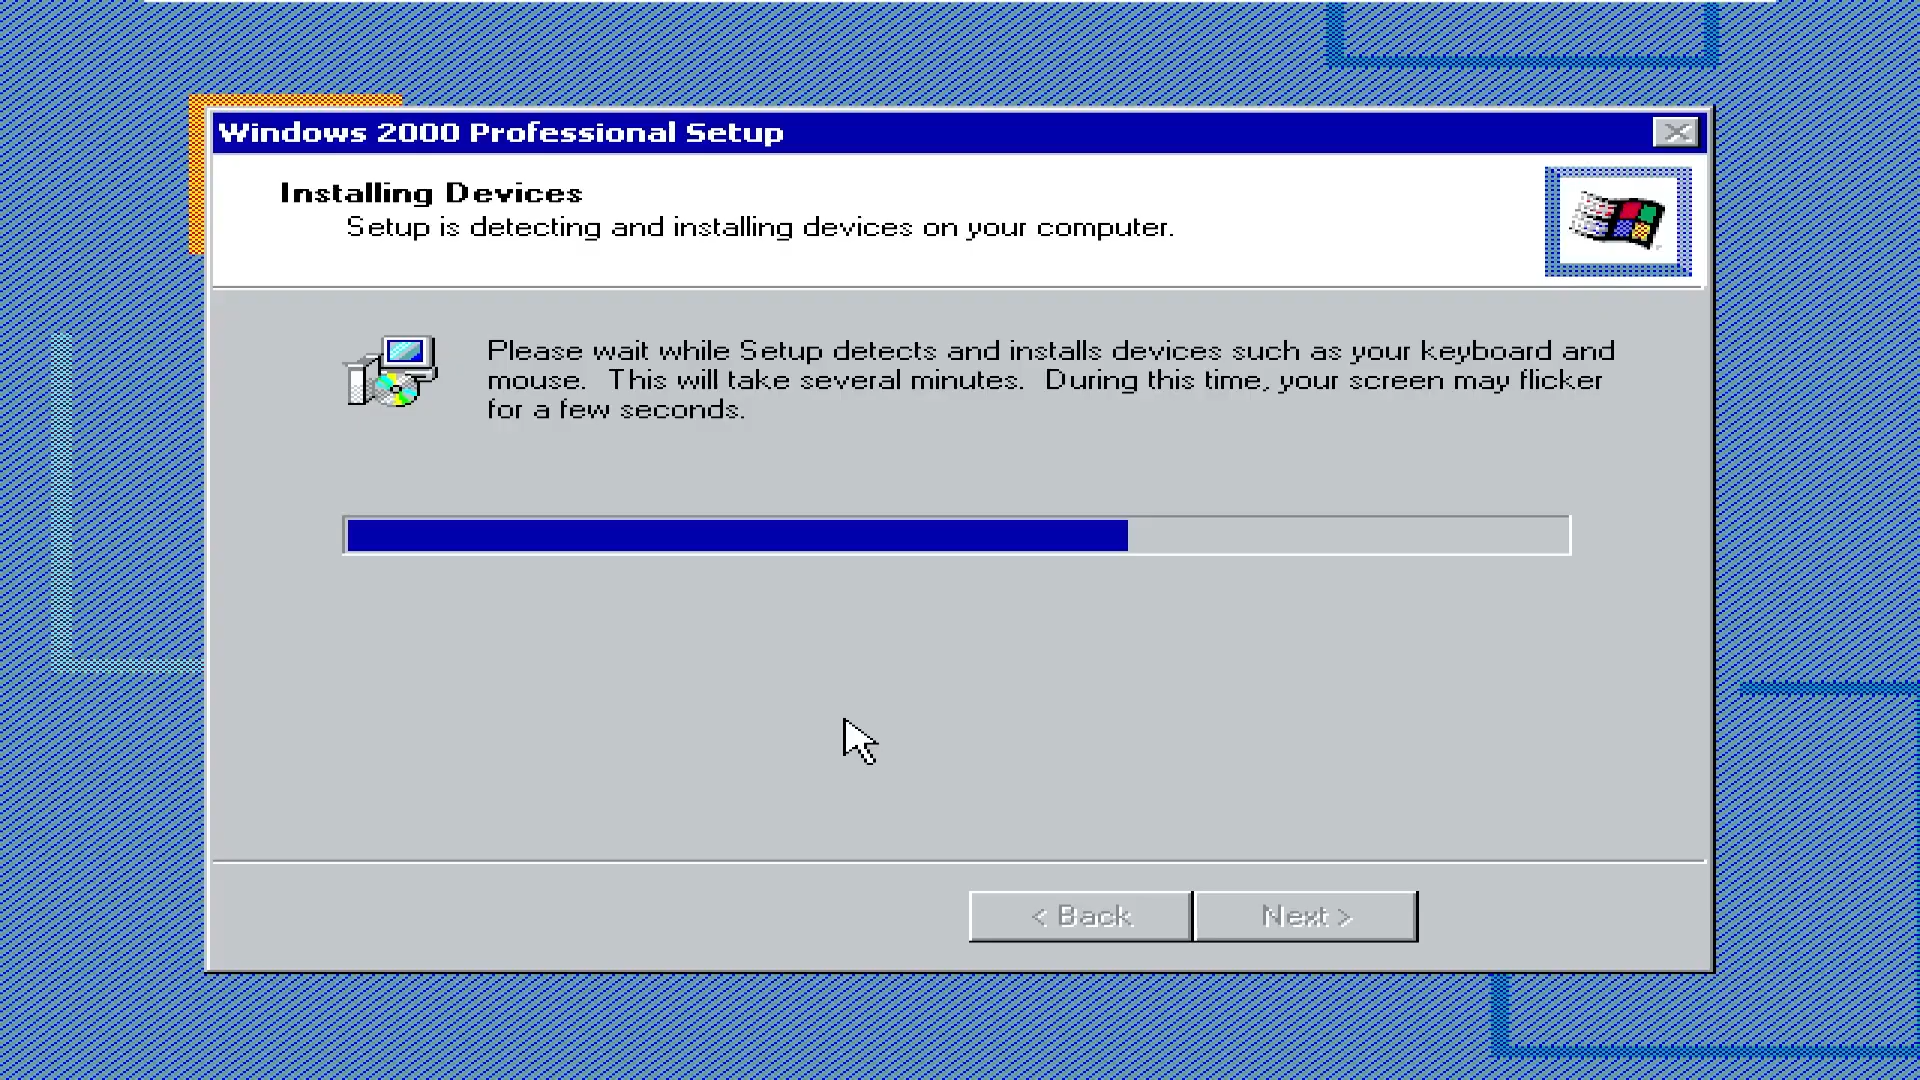 Windows 2000 Professional Setup
Installing Devices
Setup is detecting and installing devices on your computer.
Please wait while Setup detects and installs devices such as your keyboard and
mouse.  This will take several minutes.  During this time, your screen may flicker
for a few seconds.
< Back
Next >